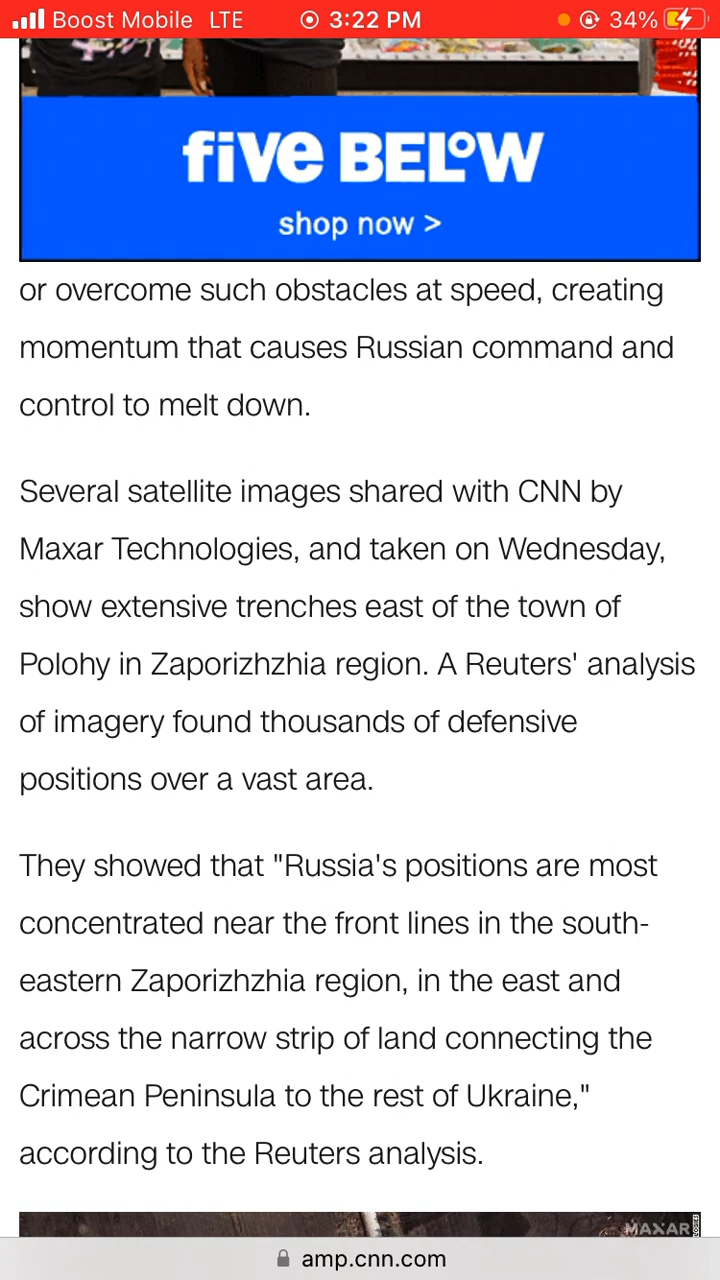 Boost Mobile LTE 3:22 PM 34%
fiVe BELOW
shop now >
or overcome such obstacles at speed, creating
momentum that causes Russian command and
control to melt down.
Several satellite images shared with CNN by
Maxar Technologies, and taken on Wednesday,
show extensive trenches east of the town of
Polohy in Zaporizhzhia region. A Reuters' analysis
of imagery found thousands of defensive
positions over a vast area.
They showed that "Russia's positions are most
concentrated near the front lines in the south-
eastern Zaporizhzhia region, in the east and
across the narrow strip of land connecting the
Crimean Peninsula to the rest of Ukraine,"
according to the Reuters analysis.
MAXAR
amp.cnn.com